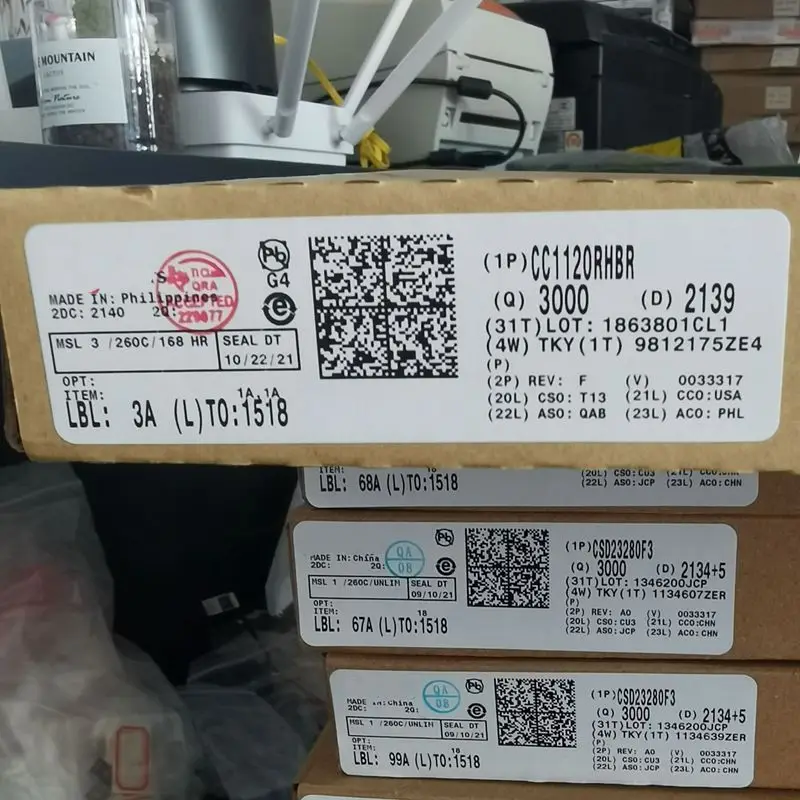 MOUNTAIN
MADE IN: Philippines
2DC: 2140 2Q:
TI CL
QRA
ACCEPTED
Pb
G4
e
MSL 3 /260C/168 HR
SEAL DT
10/22/21
OPT:
ITEM: 1A.1A
LBL: 3A (L)TO:1518
(1P) CC1120RHBR
(Q) 3000 (D) 2139
(31T)LOT: 1863801CL1
(4W) TKY(1T) 9812175ZE4
(P)
(2P) REV: F (V) 0033317
(20L) CSO: T13 (21L) CCO:USA
(22L) ASO: QAB (23L) ACO: PHL
ITEM: 18
LBL: 68A (L)TO:1518
(20L) CSO: CU3 (21L) CCO:CHN
(22L) ASO: JCP (23L) ACO: CHN
MADE IN: China
2DC: 2Q:
QA
08
Pb
e
MSL 1 /260C/UNLIM
SEAL DT
09/10/21
OPT:
ITEM: 18
LBL: 67A (L)TO:1518
(1P) CSD23280F3
(Q) 3000 (D) 2134+5
(31T) LOT: 1346200JCP
(4W) TKY(1T) 1134607ZER
(P)
(2P) REV: A0 (V) 0033317
(20L) CSO: CU3 (21L) CCO:CHN
(22L) ASO: JCP (23L) ACO: CHN
MADE IN: China
2DC: 2Q:
QA
08
Pb
e
MSL 1 /260C/UNLIM
SEAL DT
09/10/21
OPT:
ITEM: 18
LBL: 99A (L)TO:1518
(1P) CSD23280F3
(Q) 3000 (D) 2134+5
(31T) LOT: 1346200JCP
(4W) TKY(1T) 1134639ZER
(P)
(2P) REV: A0 (V) 0033317
(20L) CSO: CU3 (21L) CCO:CHN
(22L) ASO: JCP (23L) ACO: CHN